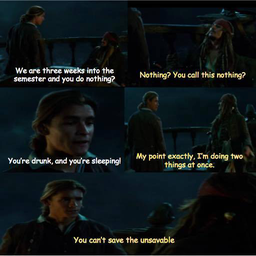 We are three weeks into the
semester and you do nothing?
Nothing? You call this nothing?
You're drunk, and you're sleeping!
My point exactly, I'm doing two
things at once.
You can't save the unsavable